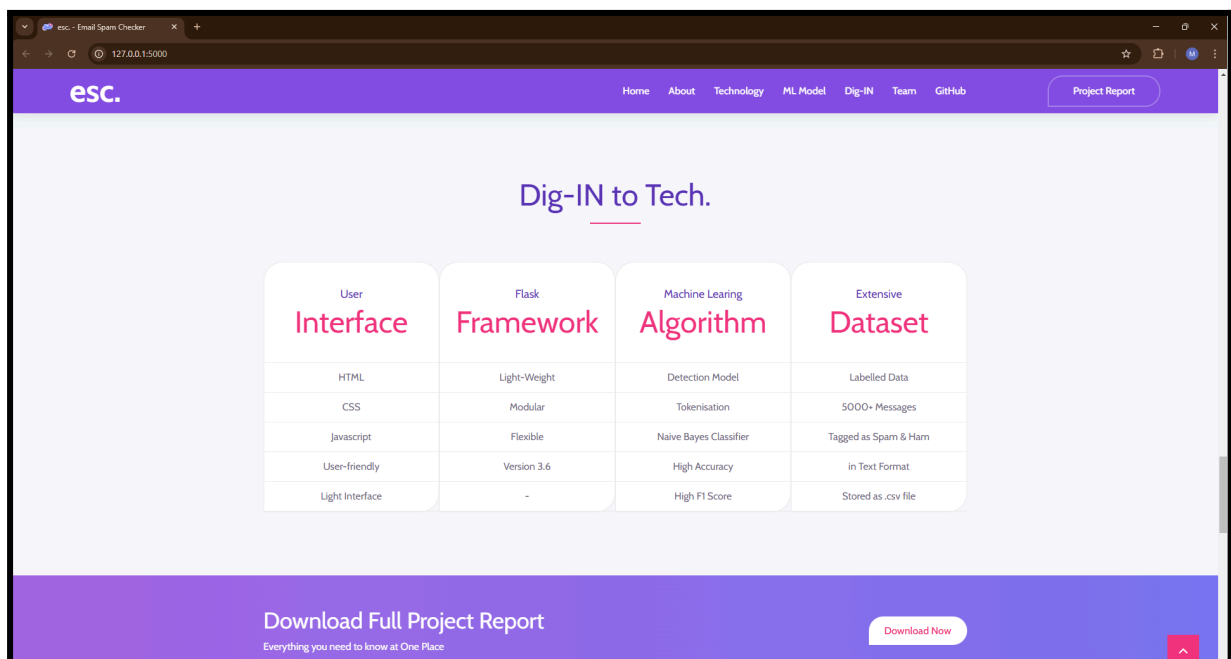 esc. - Email Spam Checker
127.0.0.1:5000
M
esc.
Home About Technology ML Model Dig-IN Team GitHub
Project Report
Dig-IN to Tech.
User
Interface
HTML
CSS
Javascript
User-friendly
Light Interface
Flask
Framework
Light-Weight
Modular
Flexible
Version 3.6
-
Machine Learing
Algorithm
Detection Model
Tokenisation
Naive Bayes Classifier
High Accuracy
High F1 Score
Extensive
Dataset
Labelled Data
5000+ Messages
Tagged as Spam & Ham
in Text Format
Stored as .csv file
Download Full Project Report
Everything you need to know at One Place
Download Now